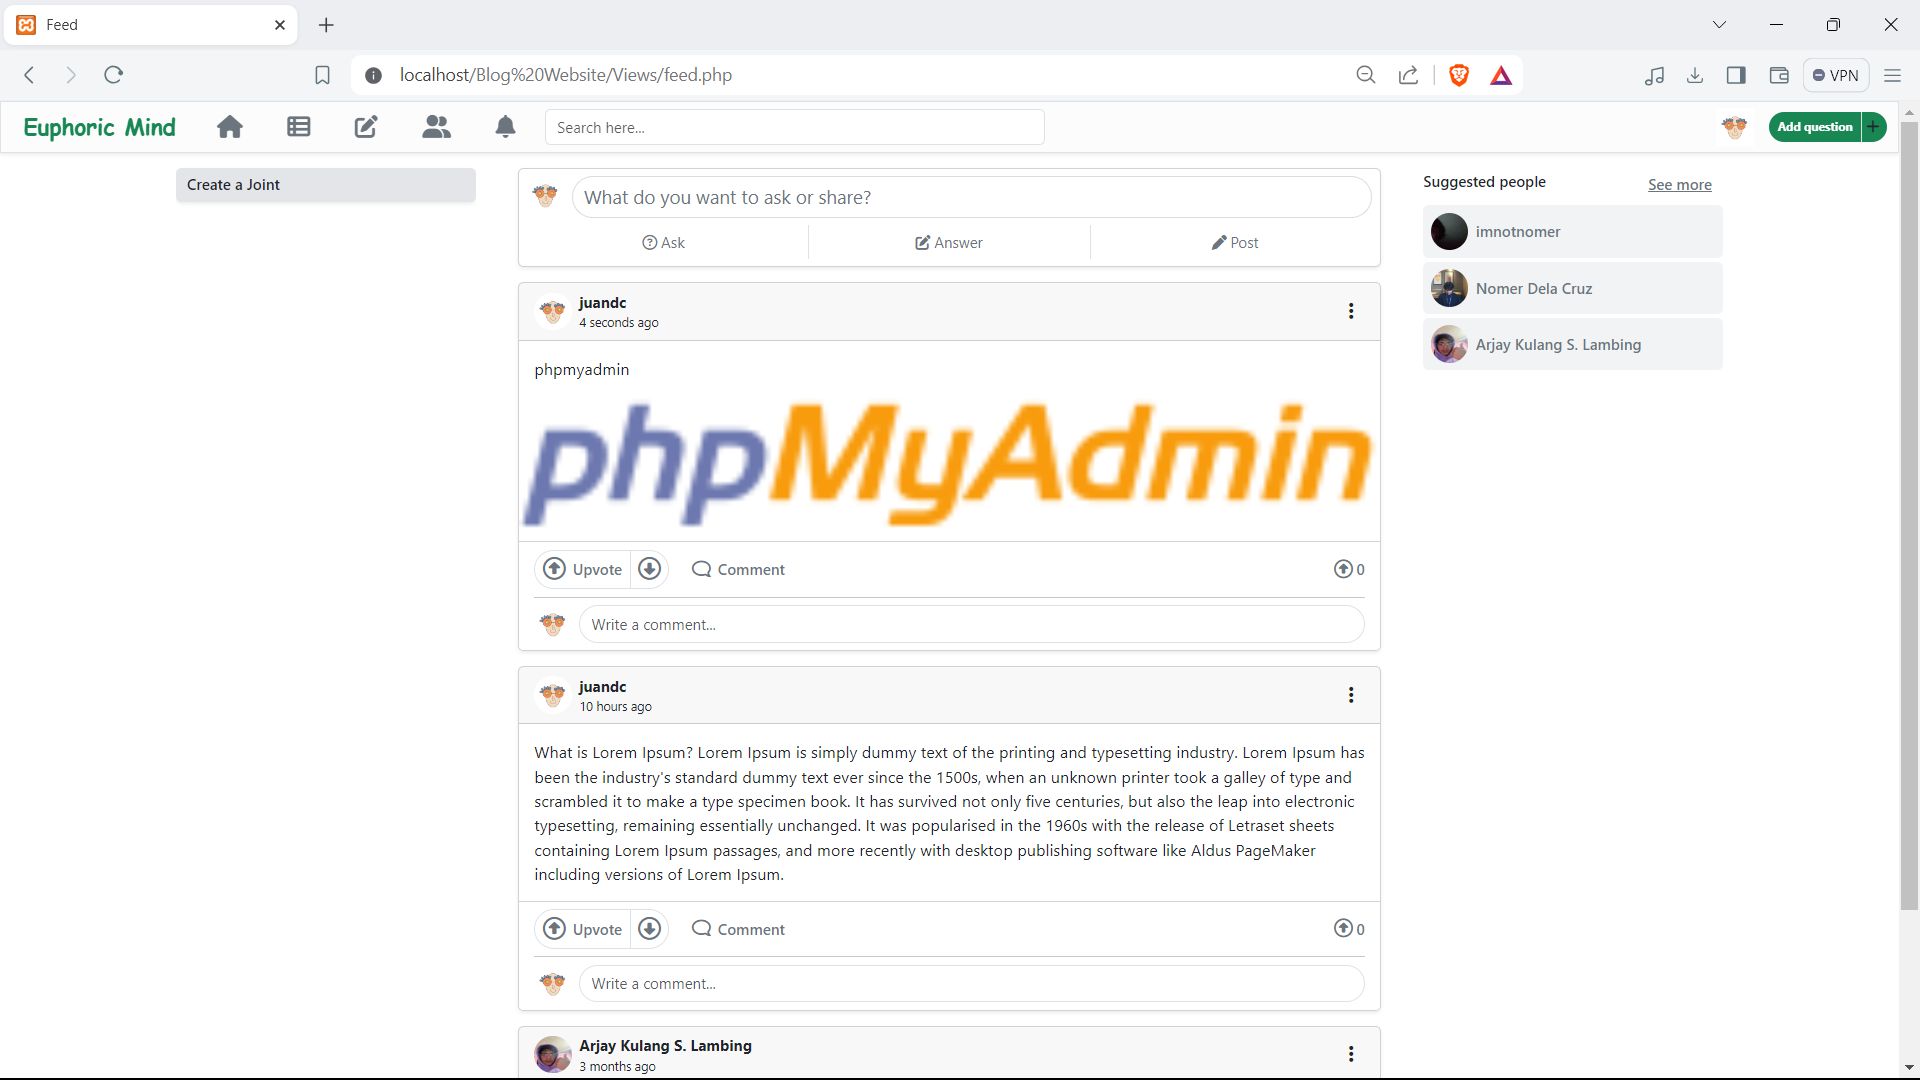 Feed
localhost/Blog%20Website/Views/feed.php
VPN
Euphoric Mind
Search here...
Add question
Create a Joint
What do you want to ask or share?
Ask
Answer
Post
Suggested people
See more
imnotnomer
Nomer Dela Cruz
Arjay Kulang S. Lambing
juandc
4 seconds ago
phpmyadmin
phpMyAdmin
Upvote
Comment
0
Write a comment...
juandc
10 hours ago
What is Lorem Ipsum? Lorem Ipsum is simply dummy text of the printing and typesetting industry. Lorem Ipsum has
been the industry's standard dummy text ever since the 1500s, when an unknown printer took a galley of type and
scrambled it to make a type specimen book. It has survived not only five centuries, but also the leap into electronic
typesetting, remaining essentially unchanged. It was popularised in the 1960s with the release of Letraset sheets
containing Lorem Ipsum passages, and more recently with desktop publishing software like Aldus PageMaker
including versions of Lorem Ipsum.
Upvote
Comment
0
Write a comment...
Arjay Kulang S. Lambing
3 months ago